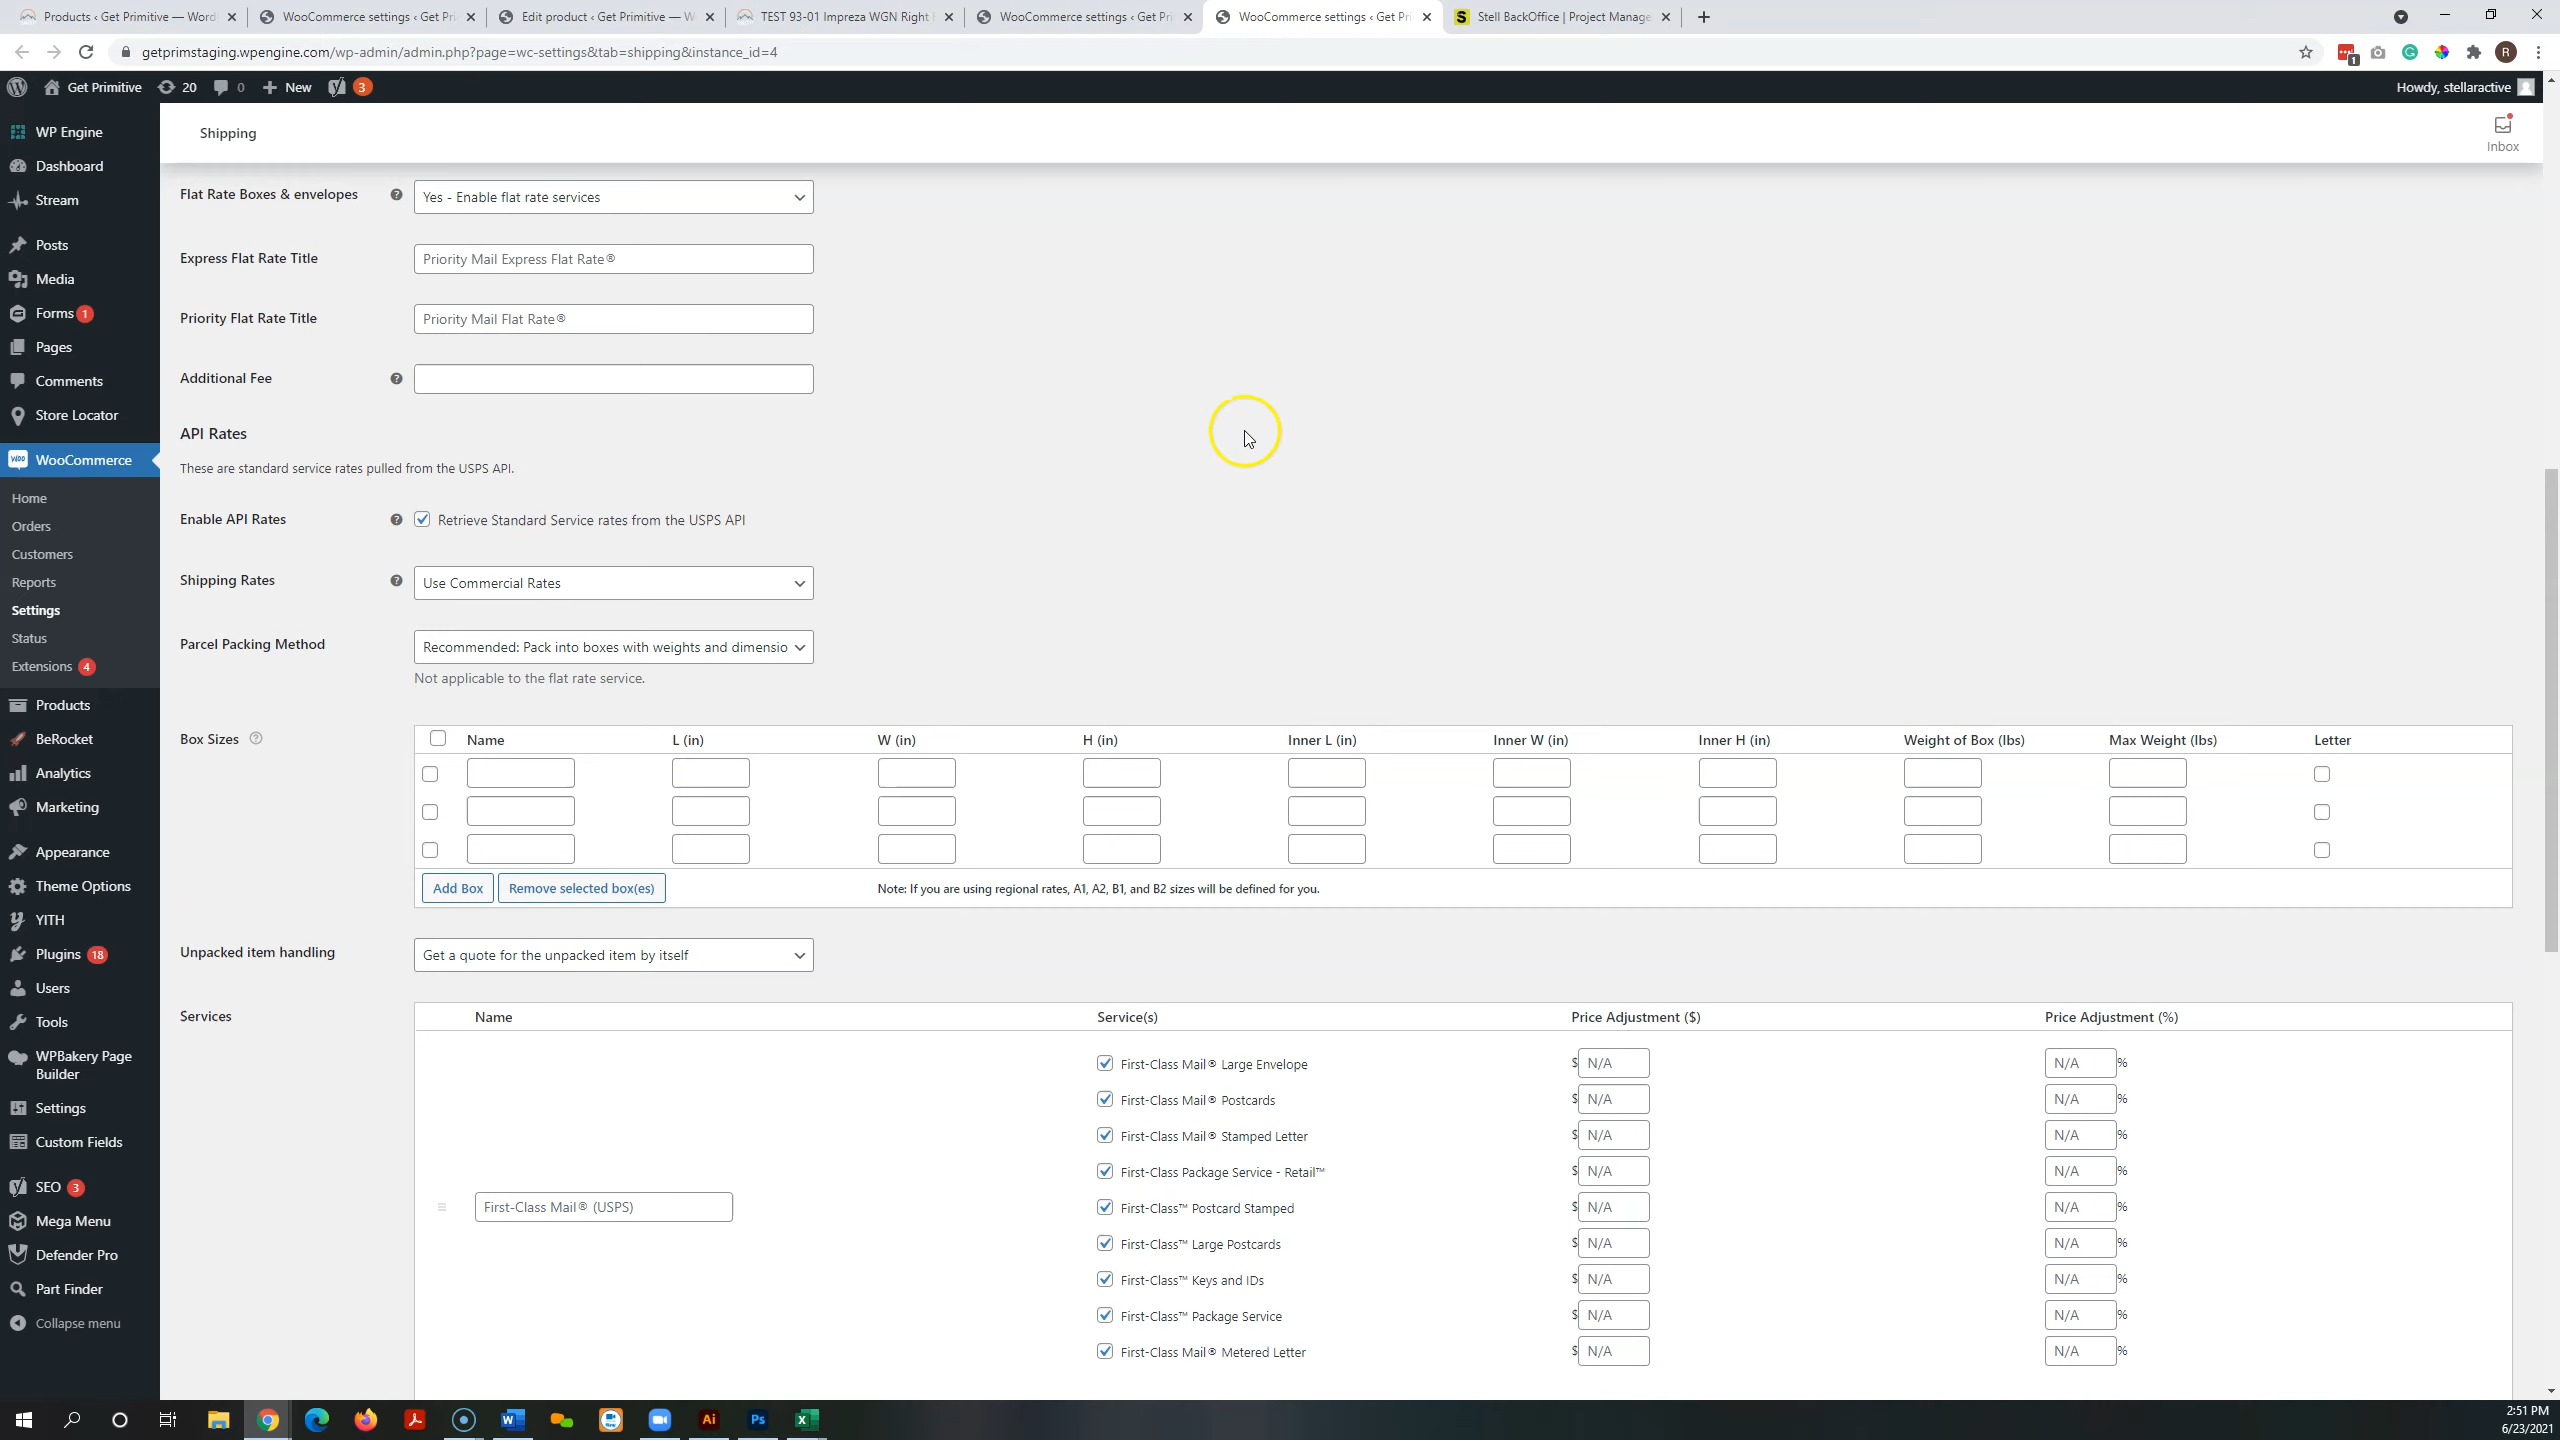 Products ‹ Get Primitive — Word
WooCommerce settings ‹ Get Pri
Edit product ‹ Get Primitive — W
TEST 93-01 Impreza WGN Right
WooCommerce settings ‹ Get Pri
WooCommerce settings ‹ Get Pri
Stell BackOffice | Project Manage
getprimstaging.wpengine.com/wp-admin/admin.php?page=wc-settings&tab=shipping&instance_id=4
1
R
Get Primitive
20
0
New
3
Howdy, stellaractive
WP Engine
Dashboard
Stream
Posts
Media
Forms 1
Pages
Comments
Store Locator
WooCommerce
Home
Orders
Customers
Reports
Settings
Status
Extensions 4
Products
BeRocket
Analytics
Marketing
Appearance
Theme Options
YITH
Plugins 18
Users
Tools
WPBakery Page
Builder
Settings
Custom Fields
SEO 3
Mega Menu
Defender Pro
Part Finder
Collapse menu
Shipping
Inbox
Flat Rate Boxes & envelopes
Yes - Enable flat rate services
Express Flat Rate Title
Priority Mail Express Flat Rate®
Priority Flat Rate Title
Priority Mail Flat Rate®
Additional Fee
API Rates
These are standard service rates pulled from the USPS API.
Enable API Rates
Retrieve Standard Service rates from the USPS API
Shipping Rates
Use Commercial Rates
Parcel Packing Method
Recommended: Pack into boxes with weights and dimensio
Not applicable to the flat rate service.
Box Sizes
Name L (in) W (in) H (in) Inner L (in) Inner W (in) Inner H (in) Weight of Box (lbs) Max Weight (lbs) Letter
Add Box Remove selected box(es) Note: If you are using regional rates, A1, A2, B1, and B2 sizes will be defined for you.
Unpacked item handling
Get a quote for the unpacked item by itself
Services
Name Service(s) Price Adjustment ($) Price Adjustment (%)
First-Class Mail® Large Envelope $ N/A N/A %
First-Class Mail® Postcards $ N/A N/A %
First-Class Mail® Stamped Letter $ N/A N/A %
First-Class Package Service - Retail™ $ N/A N/A %
First-Class Mail® (USPS) First-Class™ Postcard Stamped $ N/A N/A %
First-Class™ Large Postcards $ N/A N/A %
First-Class™ Keys and IDs $ N/A N/A %
First-Class™ Package Service $ N/A N/A %
First-Class Mail® Metered Letter $ N/A N/A %
2:51 PM
6/23/2021